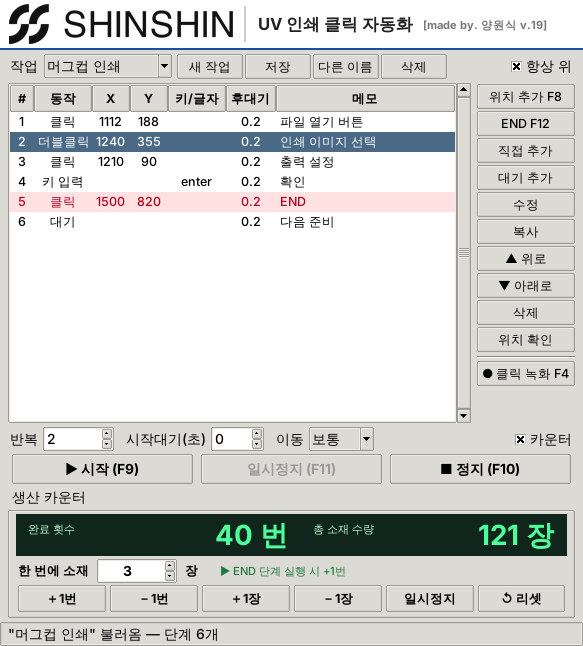 SHINSHIN UV 인쇄 클릭 자동화 [made by. 양원식 v.19]
작업 머그컵 인쇄 새 작업 저장 다른 이름 삭제 항상 위
# 동작 X Y 키/글자 후대기 메모
1 클릭 1112 188 0.2 파일 열기 버튼
2 더블클릭 1240 355 0.2 인쇄 이미지 선택
3 클릭 1210 90 0.2 출력 설정
4 키 입력 enter 0.2 확인
5 클릭 1500 820 0.2 END
6 대기 0.2 다음 준비
위치 추가 F8
END F12
직접 추가
대기 추가
수정
복사
▲ 위로
▼ 아래로
삭제
위치 확인
● 클릭 녹화 F4
반복 2 시작대기(초) 0 이동 보통 카운터
▶ 시작 (F9) 일시정지 (F11) ■ 정지 (F10)
생산 카운터
완료 횟수 40 번 총 소재 수량 121 장
한 번에 소재 3 장 ▶ END 단계 실행 시 +1번
+1번 −1번 +1장 −1장 일시정지 ↺ 리셋
"머그컵 인쇄" 불러옴 — 단계 6개